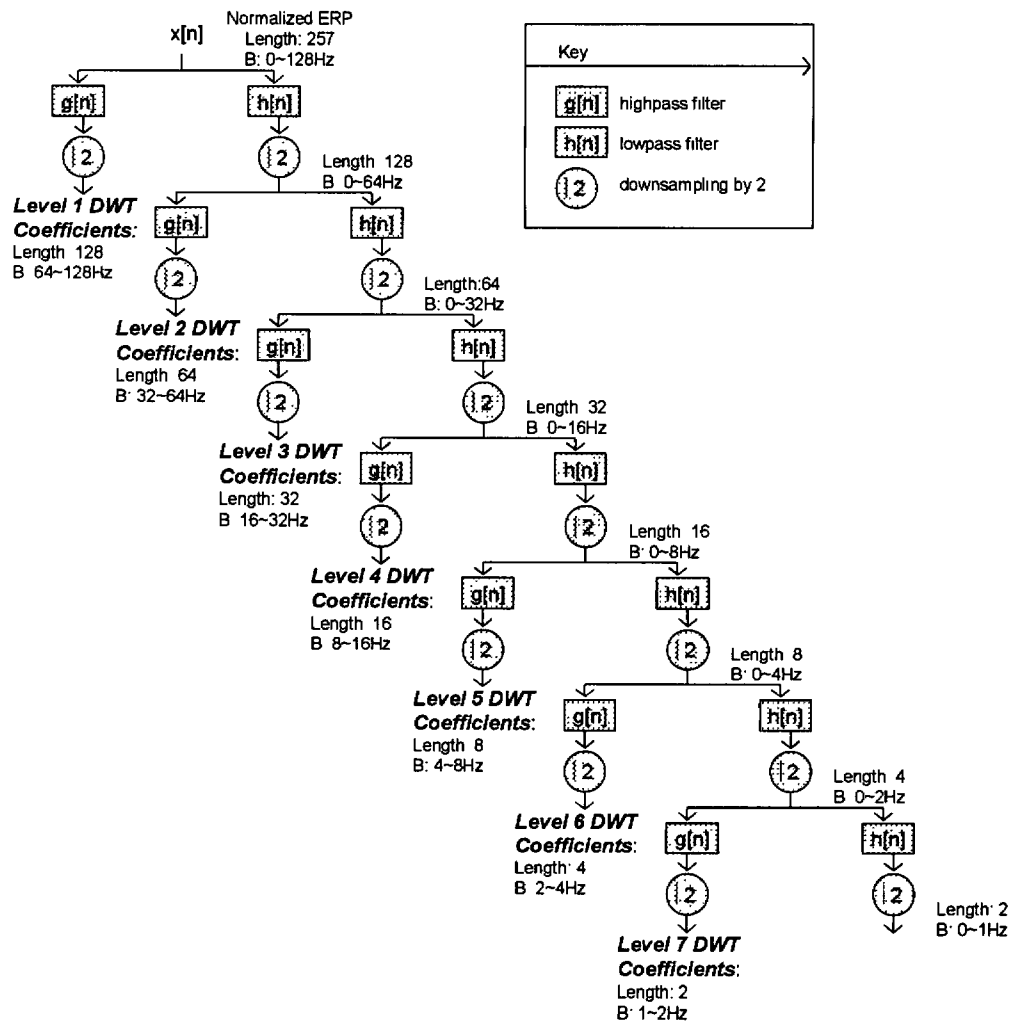 x[n]
Normalized ERP
Length: 257
B: 0~128Hz
Key
g[n] highpass filter
h[n] lowpass filter
2 downsampling by 2
g[n] h[n]
2 2
Length 128
B 0~64Hz
Level 1 DWT
Coefficients:
Length 128
B 64~128Hz
g[n] h[n]
2 2
Length:64
B: 0~32Hz
Level 2 DWT
Coefficients:
Length 64
B· 32~64Hz
g[n] h[n]
2 2
Length 32
B 0~16Hz
Level 3 DWT
Coefficients:
Length: 32
B 16~32Hz
g[n] h[n]
2 2
Length 16
B· 0~8Hz
Level 4 DWT
Coefficients:
Length 16
B 8~16Hz
g[n] h[n]
2 2
Length 8
B· 0~4Hz
Level 5 DWT
Coefficients:
Length 8
B: 4~8Hz
g[n] h[n]
2 2
Length 4
B 0~2Hz
Level 6 DWT
Coefficients:
Length· 4
B 2~4Hz
g[n] h[n]
2 2
Length· 2
B· 0~1Hz
Level 7 DWT
Coefficients:
Length: 2
B: 1~2Hz